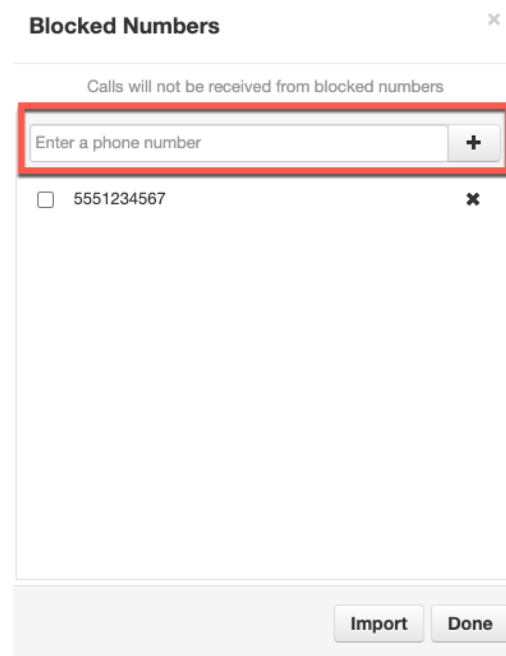 Blocked Numbers
Calls will not be received from blocked numbers
Enter a phone number
5551234567
Import
Done